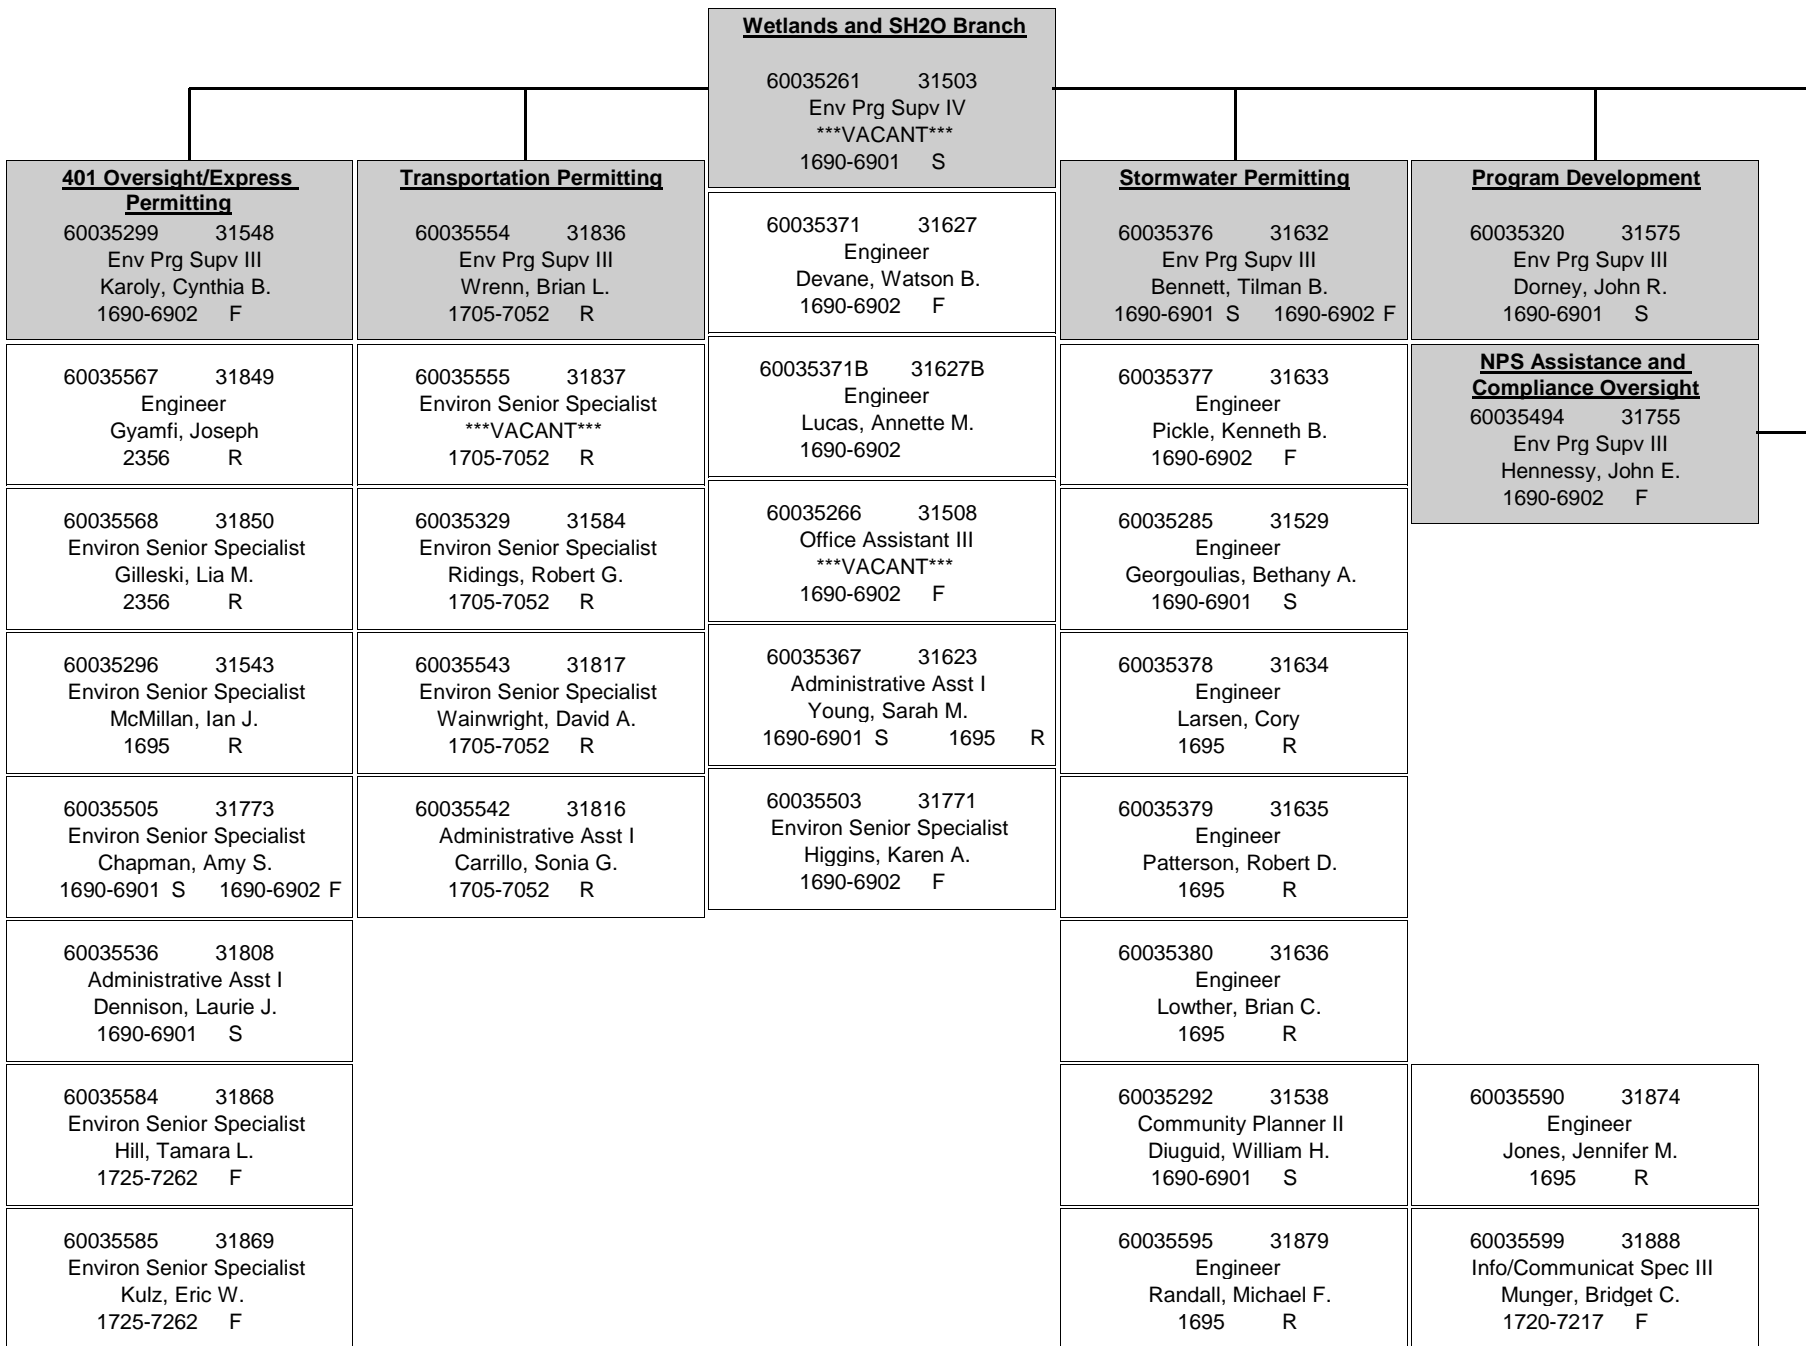 Wetlands and SH2O Branch
60035261 31503
Env Prg Supv IV
***VACANT***
1690-6901 S
401 Oversight/Express
Permitting
60035299 31548
Env Prg Supv III
Karoly, Cynthia B.
1690-6902 F
60035567 31849
Engineer
Gyamfi, Joseph
2356 R
60035568 31850
Environ Senior Specialist
Gilleski, Lia M.
2356 R
60035296 31543
Environ Senior Specialist
McMillan, Ian J.
1695 R
60035505 31773
Environ Senior Specialist
Chapman, Amy S.
1690-6901 S 1690-6902 F
60035536 31808
Administrative Asst I
Dennison, Laurie J.
1690-6901 S
60035584 31868
Environ Senior Specialist
Hill, Tamara L.
1725-7262 F
60035585 31869
Environ Senior Specialist
Kulz, Eric W.
1725-7262 F
Transportation Permitting
60035554 31836
Env Prg Supv III
Wrenn, Brian L.
1705-7052 R
60035555 31837
Environ Senior Specialist
***VACANT***
1705-7052 R
60035329 31584
Environ Senior Specialist
Ridings, Robert G.
1705-7052 R
60035543 31817
Environ Senior Specialist
Wainwright, David A.
1705-7052 R
60035542 31816
Administrative Asst I
Carrillo, Sonia G.
1705-7052 R
60035371 31627
Engineer
Devane, Watson B.
1690-6902 F
60035371B 31627B
Engineer
Lucas, Annette M.
1690-6902
60035266 31508
Office Assistant III
***VACANT***
1690-6902 F
60035367 31623
Administrative Asst I
Young, Sarah M.
1690-6901 S 1695 R
60035503 31771
Environ Senior Specialist
Higgins, Karen A.
1690-6902 F
Stormwater Permitting
60035376 31632
Env Prg Supv III
Bennett, Tilman B.
1690-6901 S 1690-6902 F
60035377 31633
Engineer
Pickle, Kenneth B.
1690-6902 F
60035285 31529
Engineer
Georgoulias, Bethany A.
1690-6901 S
60035378 31634
Engineer
Larsen, Cory
1695 R
60035379 31635
Engineer
Patterson, Robert D.
1695 R
60035380 31636
Engineer
Lowther, Brian C.
1695 R
60035292 31538
Community Planner II
Diuguid, William H.
1690-6901 S
60035595 31879
Engineer
Randall, Michael F.
1695 R
Program Development
60035320 31575
Env Prg Supv III
Dorney, John R.
1690-6901 S
NPS Assistance and
Compliance Oversight
60035494 31755
Env Prg Supv III
Hennessy, John E.
1690-6902 F
60035590 31874
Engineer
Jones, Jennifer M.
1695 R
60035599 31888
Info/Communicat Spec III
Munger, Bridget C.
1720-7217 F